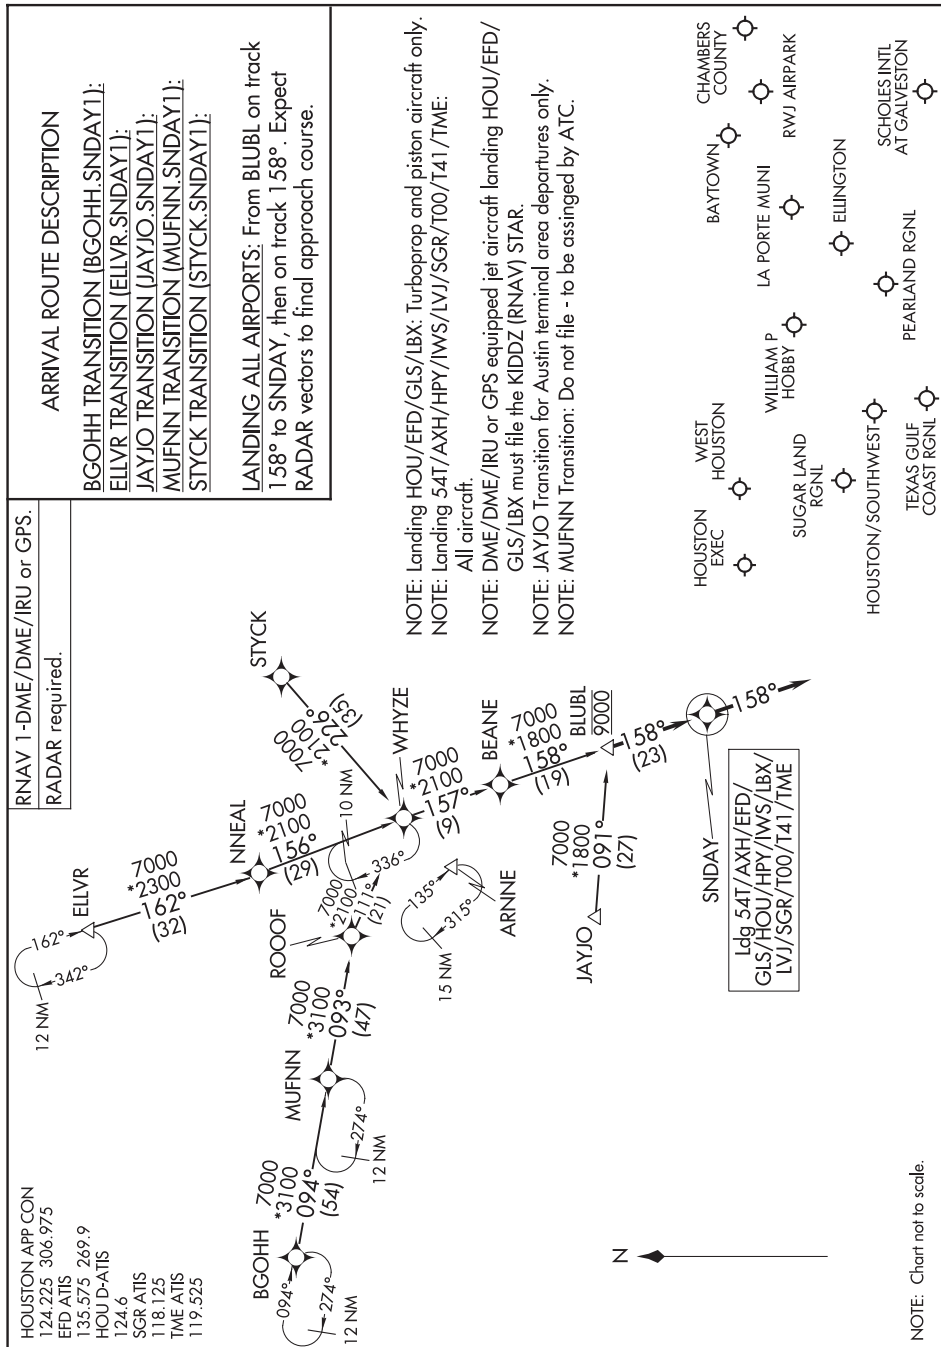 HOUSTON APP CON
124.225 306.975
EFD ATIS
135.575 269.9
HOU D-ATIS
124.6
SGR ATIS
118.125
TME ATIS
119.525
RNAV 1-DME/DME/IRU or GPS.
RADAR required.
ARRIVAL ROUTE DESCRIPTION
BGOHH TRANSITION (BGOHH.SNDAY1):
ELLVR TRANSITION (ELLVR.SNDAY1):
JAYJO TRANSITION (JAYJO.SNDAY1):
MUFNN TRANSITION (MUFNN.SNDAY1):
STYCK TRANSITION (STYCK.SNDAY1):
LANDING ALL AIRPORTS: From BLUBL on track
158° to SNDAY, then on track 158°. Expect
RADAR vectors to final approach course.
12 NM
162°
342°
ELLVR
7000
*2300
162°
(32)
NNEAL
7000
*2100
156°
(29)
STYCK
7000
*2100
226°
(35)
10 NM
336°
WHYZE
7000
*2100
157°
(9)
BGOHH
094°
274°
12 NM
7000
*3100
094°
(54)
MUFNN
274°
12 NM
7000
*3100
093°
(47)
ROOOF
7000
*2100
111°
(21)
135°
315°
15 NM
ARNNE
BEANE
7000
*1800
158°
(19)
JAYJO
7000
*1800
091°
(27)
BLUBL
9000
158°
(23)
SNDAY
158°
Ldg 54T/AXH/EFD/
GLS/HOU/HPY/IWS/LBX/
LVJ/SGR/T00/T41/TME
NOTE: Landing HOU/EFD/GLS/LBX: Turboprop and piston aircraft only.
NOTE: Landing 54T/AXH/HPY/IWS/LVJ/SGR/T00/T41/TME:
All aircraft.
NOTE: DME/DME/IRU or GPS equipped jet aircraft landing HOU/EFD/
GLS/LBX must file the KIDDZ (RNAV) STAR.
NOTE: JAYJO Transition for Austin terminal area departures only.
NOTE: MUFNN Transition: Do not file - to be assinged by ATC.
HOUSTON
EXEC
WEST
HOUSTON
SUGAR LAND
RGNL
WILLIAM P
HOBBY
HOUSTON/SOUTHWEST
TEXAS GULF
COAST RGNL
PEARLAND RGNL
ELLINGTON
LA PORTE MUNI
BAYTOWN
RWJ AIRPARK
CHAMBERS
COUNTY
SCHOLES INTL
AT GALVESTON
N
NOTE: Chart not to scale.